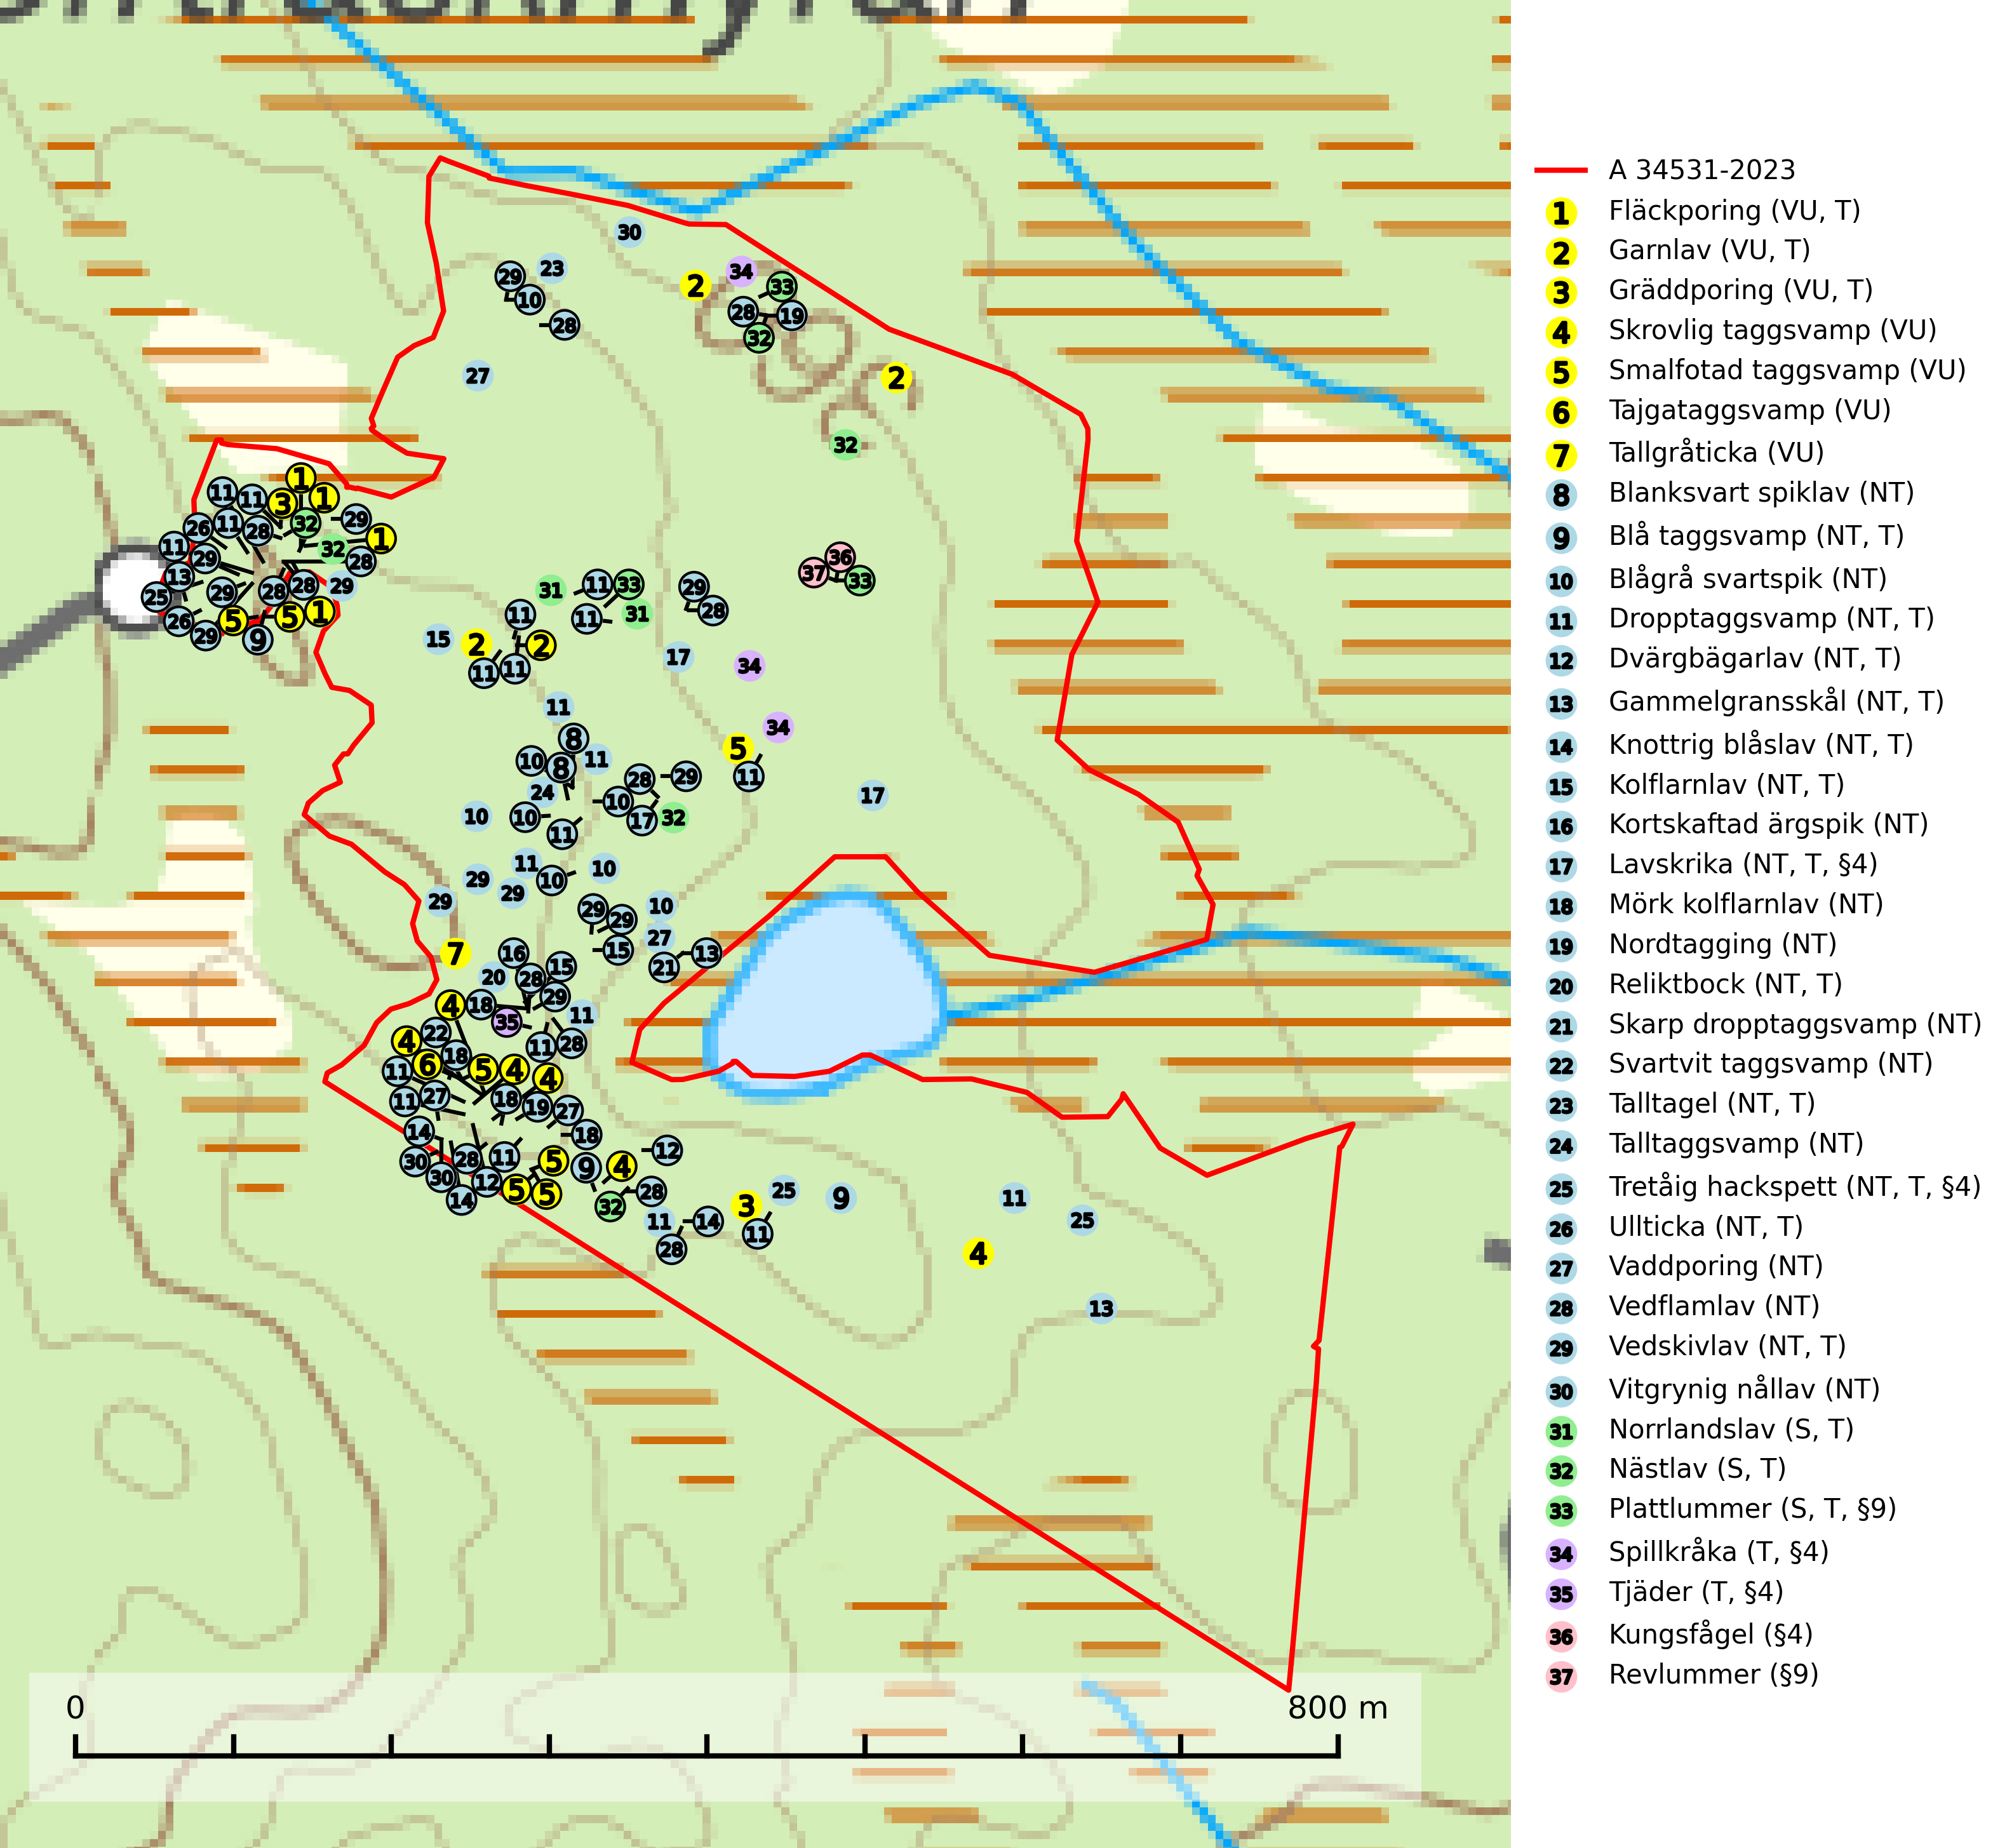 A 34531-2023
1 Fläckporing (VU, T)
2 Garnlav (VU, T)
3 Gräddporing (VU, T)
4 Skrovlig taggsvamp (VU)
5 Smalfotad taggsvamp (VU)
6 Tajgataggsvamp (VU)
7 Tallgråticka (VU)
8 Blanksvart spiklav (NT)
9 Blå taggsvamp (NT, T)
10 Blågrå svartspik (NT)
11 Dropptaggsvamp (NT, T)
12 Dvärgbägarlav (NT, T)
13 Gammelgransskål (NT, T)
14 Knottrig blåslav (NT, T)
15 Kolflarnlav (NT, T)
16 Kortskaftad ärgspik (NT)
17 Lavskrika (NT, T, §4)
18 Mörk kolflarnlav (NT)
19 Nordtagging (NT)
20 Reliktbock (NT, T)
21 Skarp dropptaggsvamp (NT)
22 Svartvit taggsvamp (NT)
23 Talltagel (NT, T)
24 Talltaggsvamp (NT)
25 Tretåig hackspett (NT, T, §4)
26 Ullticka (NT, T)
27 Vaddporing (NT)
28 Vedflamlav (NT)
29 Vedskivlav (NT, T)
30 Vitgrynig nållav (NT)
31 Norrlandslav (S, T)
32 Nästlav (S, T)
33 Plattlummer (S, T, §9)
34 Spillkråka (T, §4)
35 Tjäder (T, §4)
36 Kungsfågel (§4)
37 Revlummer (§9)
0 800 m